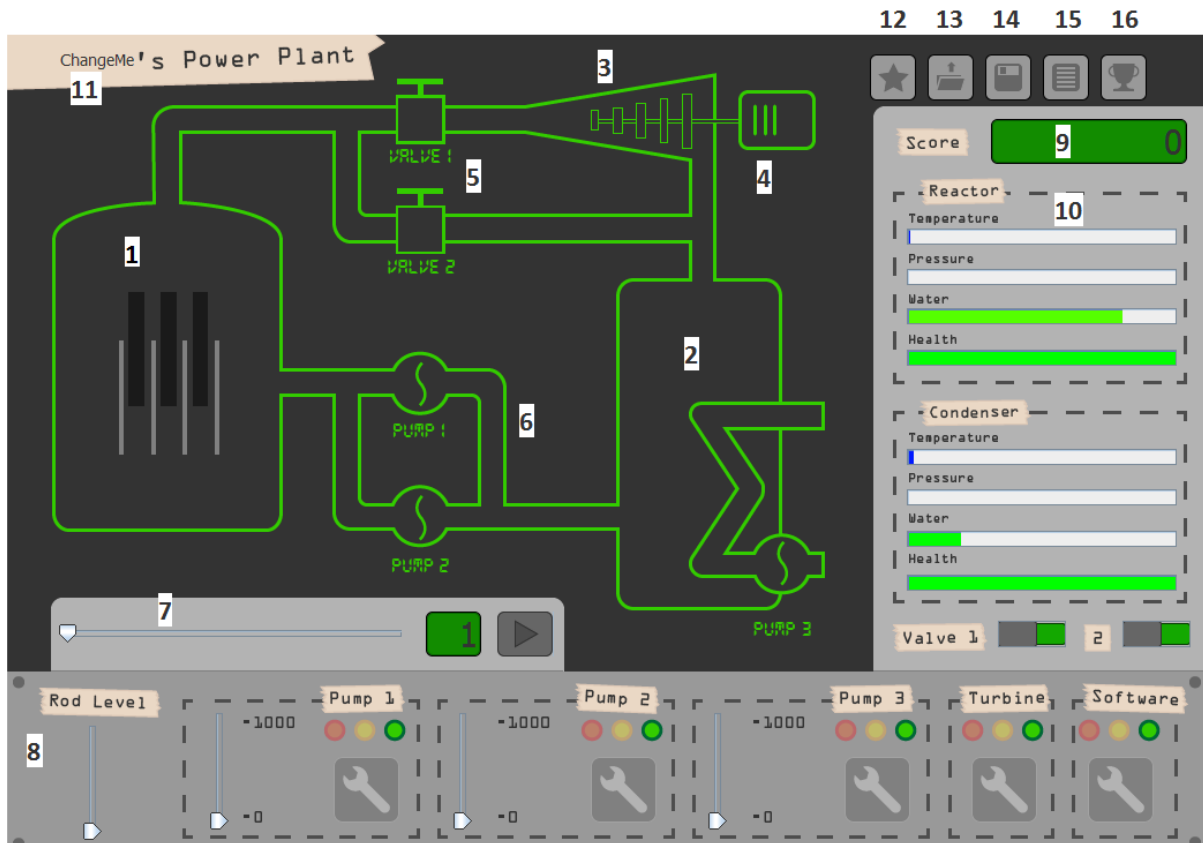 12 13 14 15 16
ChangeMe's Power Plant
11
3
VALVE 1
5
4
VALVE 2
1
2
PUMP 1
6
PUMP 2
PUMP 3
7
1
Score
9
0
Reactor
10
Temperature
Pressure
Water
Health
Condenser
Temperature
Pressure
Water
Health
Valve 1
2
Rod Level
8
Pump 1
-1000
-0
Pump 2
-1000
-0
Pump 3
-1000
-0
Turbine
Software